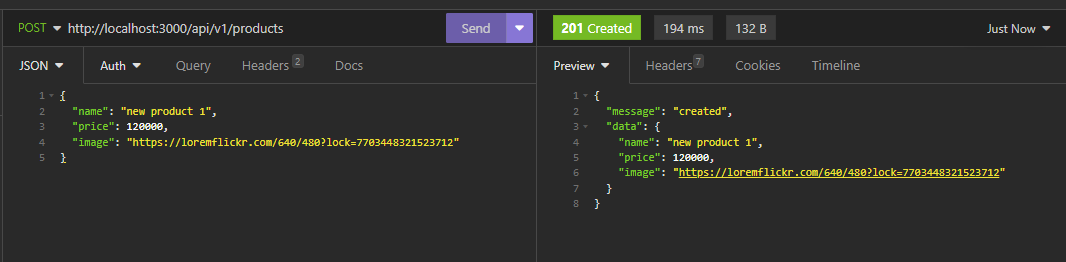 POST http://localhost:3000/api/v1/products Send 201 Created 194 ms 132 B Just Now
JSON Auth Query Headers 2 Docs Preview Headers 7 Cookies Timeline
1 {
2 "name": "new product 1",
3 "price": 120000,
4 "image": "https://loremflickr.com/640/480?lock=7703448321523712"
5 }
1 {
2 "message": "created",
3 "data": {
4 "name": "new product 1",
5 "price": 120000,
6 "image": "https://loremflickr.com/640/480?lock=7703448321523712"
7 }
8 }